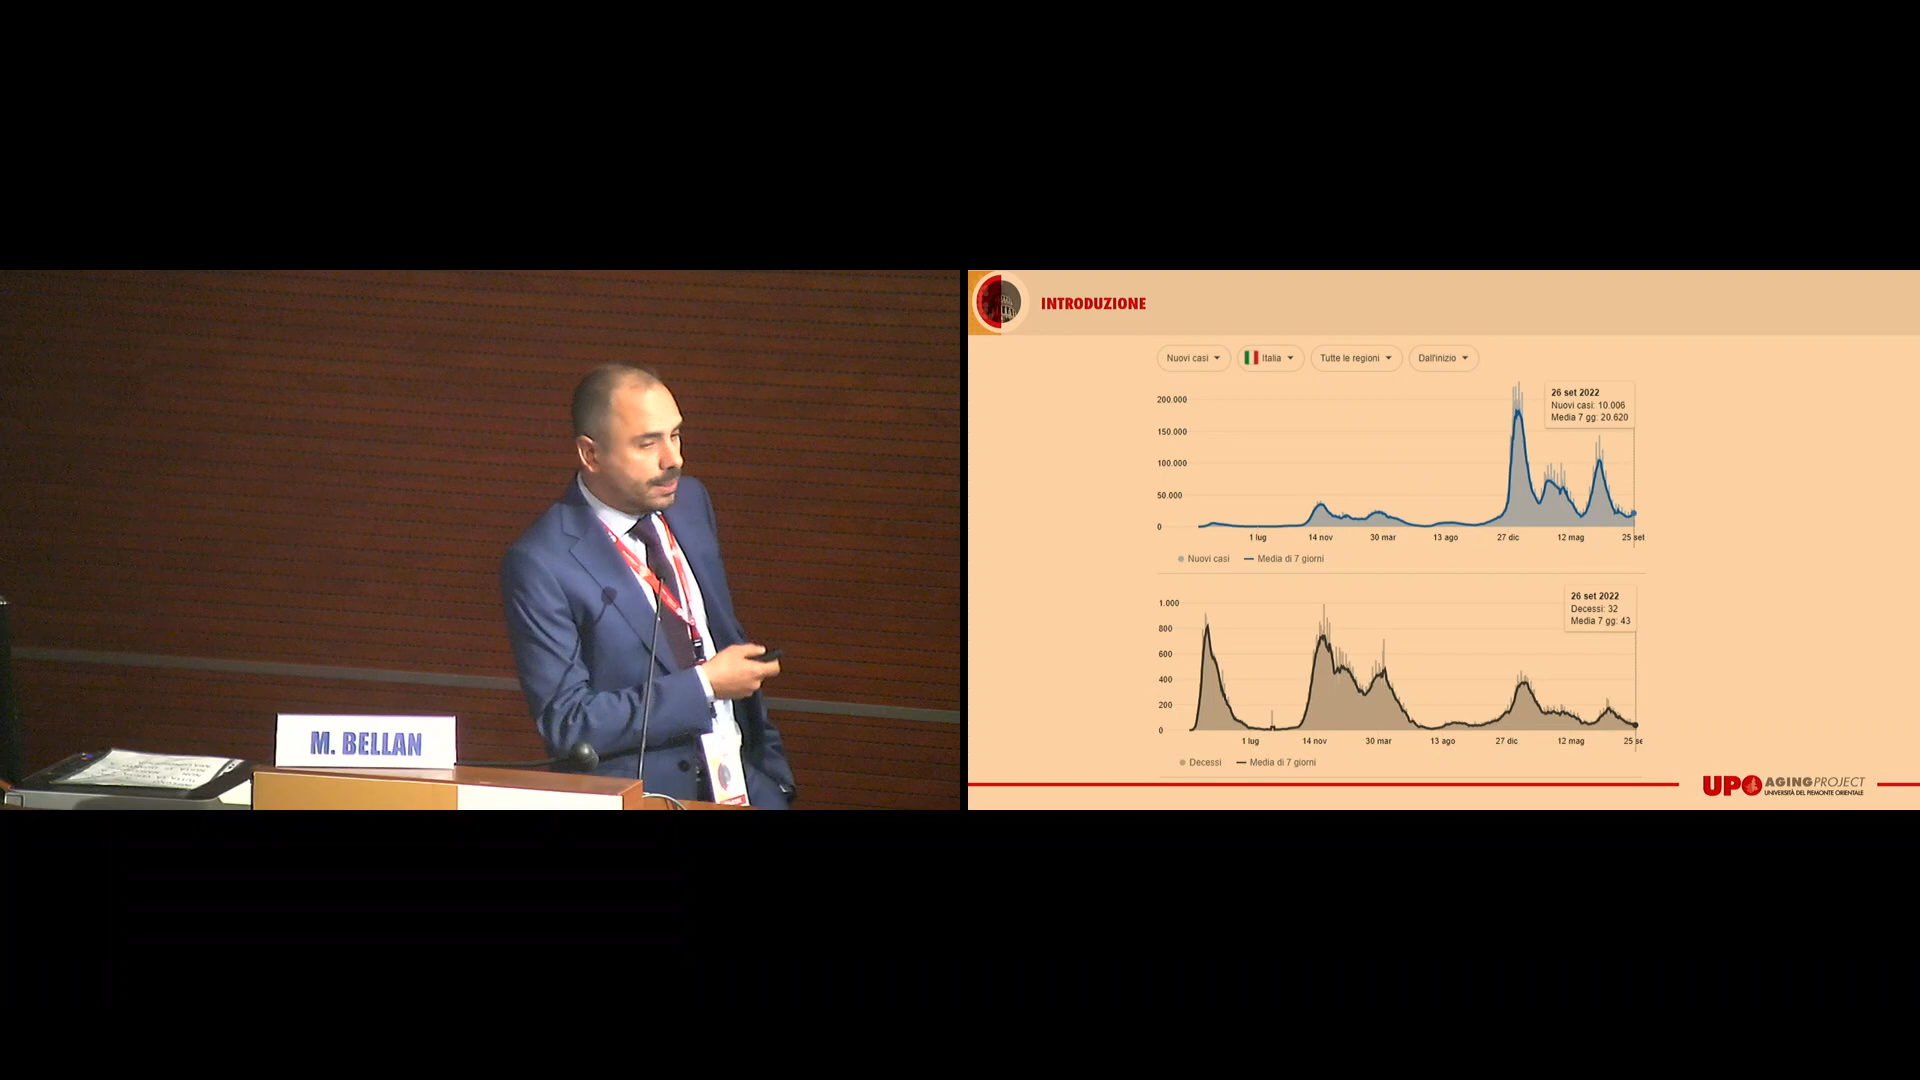 M. BELLAN
INTRODUZIONE
Nuovi casi
Italia
Tutte le regioni
Dall'inizio
26 set 2022
Nuovi casi: 10.006
Media 7 gg: 20.620
200.000
150.000
100.000
50.000
0
1 lug
14 nov
30 mar
13 ago
27 dic
12 mag
25 set
Nuovi casi
Media di 7 giorni
26 set 2022
Decessi: 32
Media 7 gg: 43
1.000
800
600
400
200
0
1 lug
14 nov
30 mar
13 ago
27 dic
12 mag
25 se
Decessi
Media di 7 giorni
UPO AGINGPROJECT
UNIVERSITÀ DEL PIEMONTE ORIENTALE